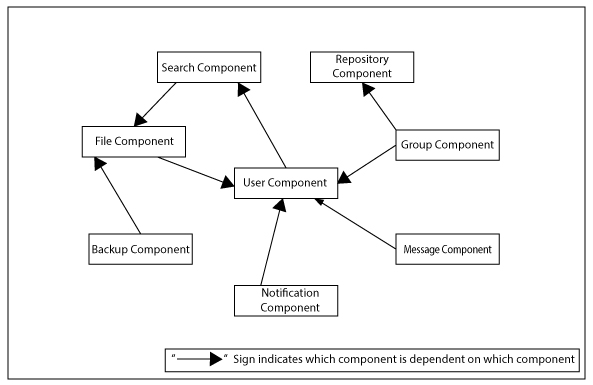 Search Component
Repository
Component
File Component
Group Component
User Component
Backup Component
Message Component
Notification
Component
“ ” Sign indicates which component is dependent on which component